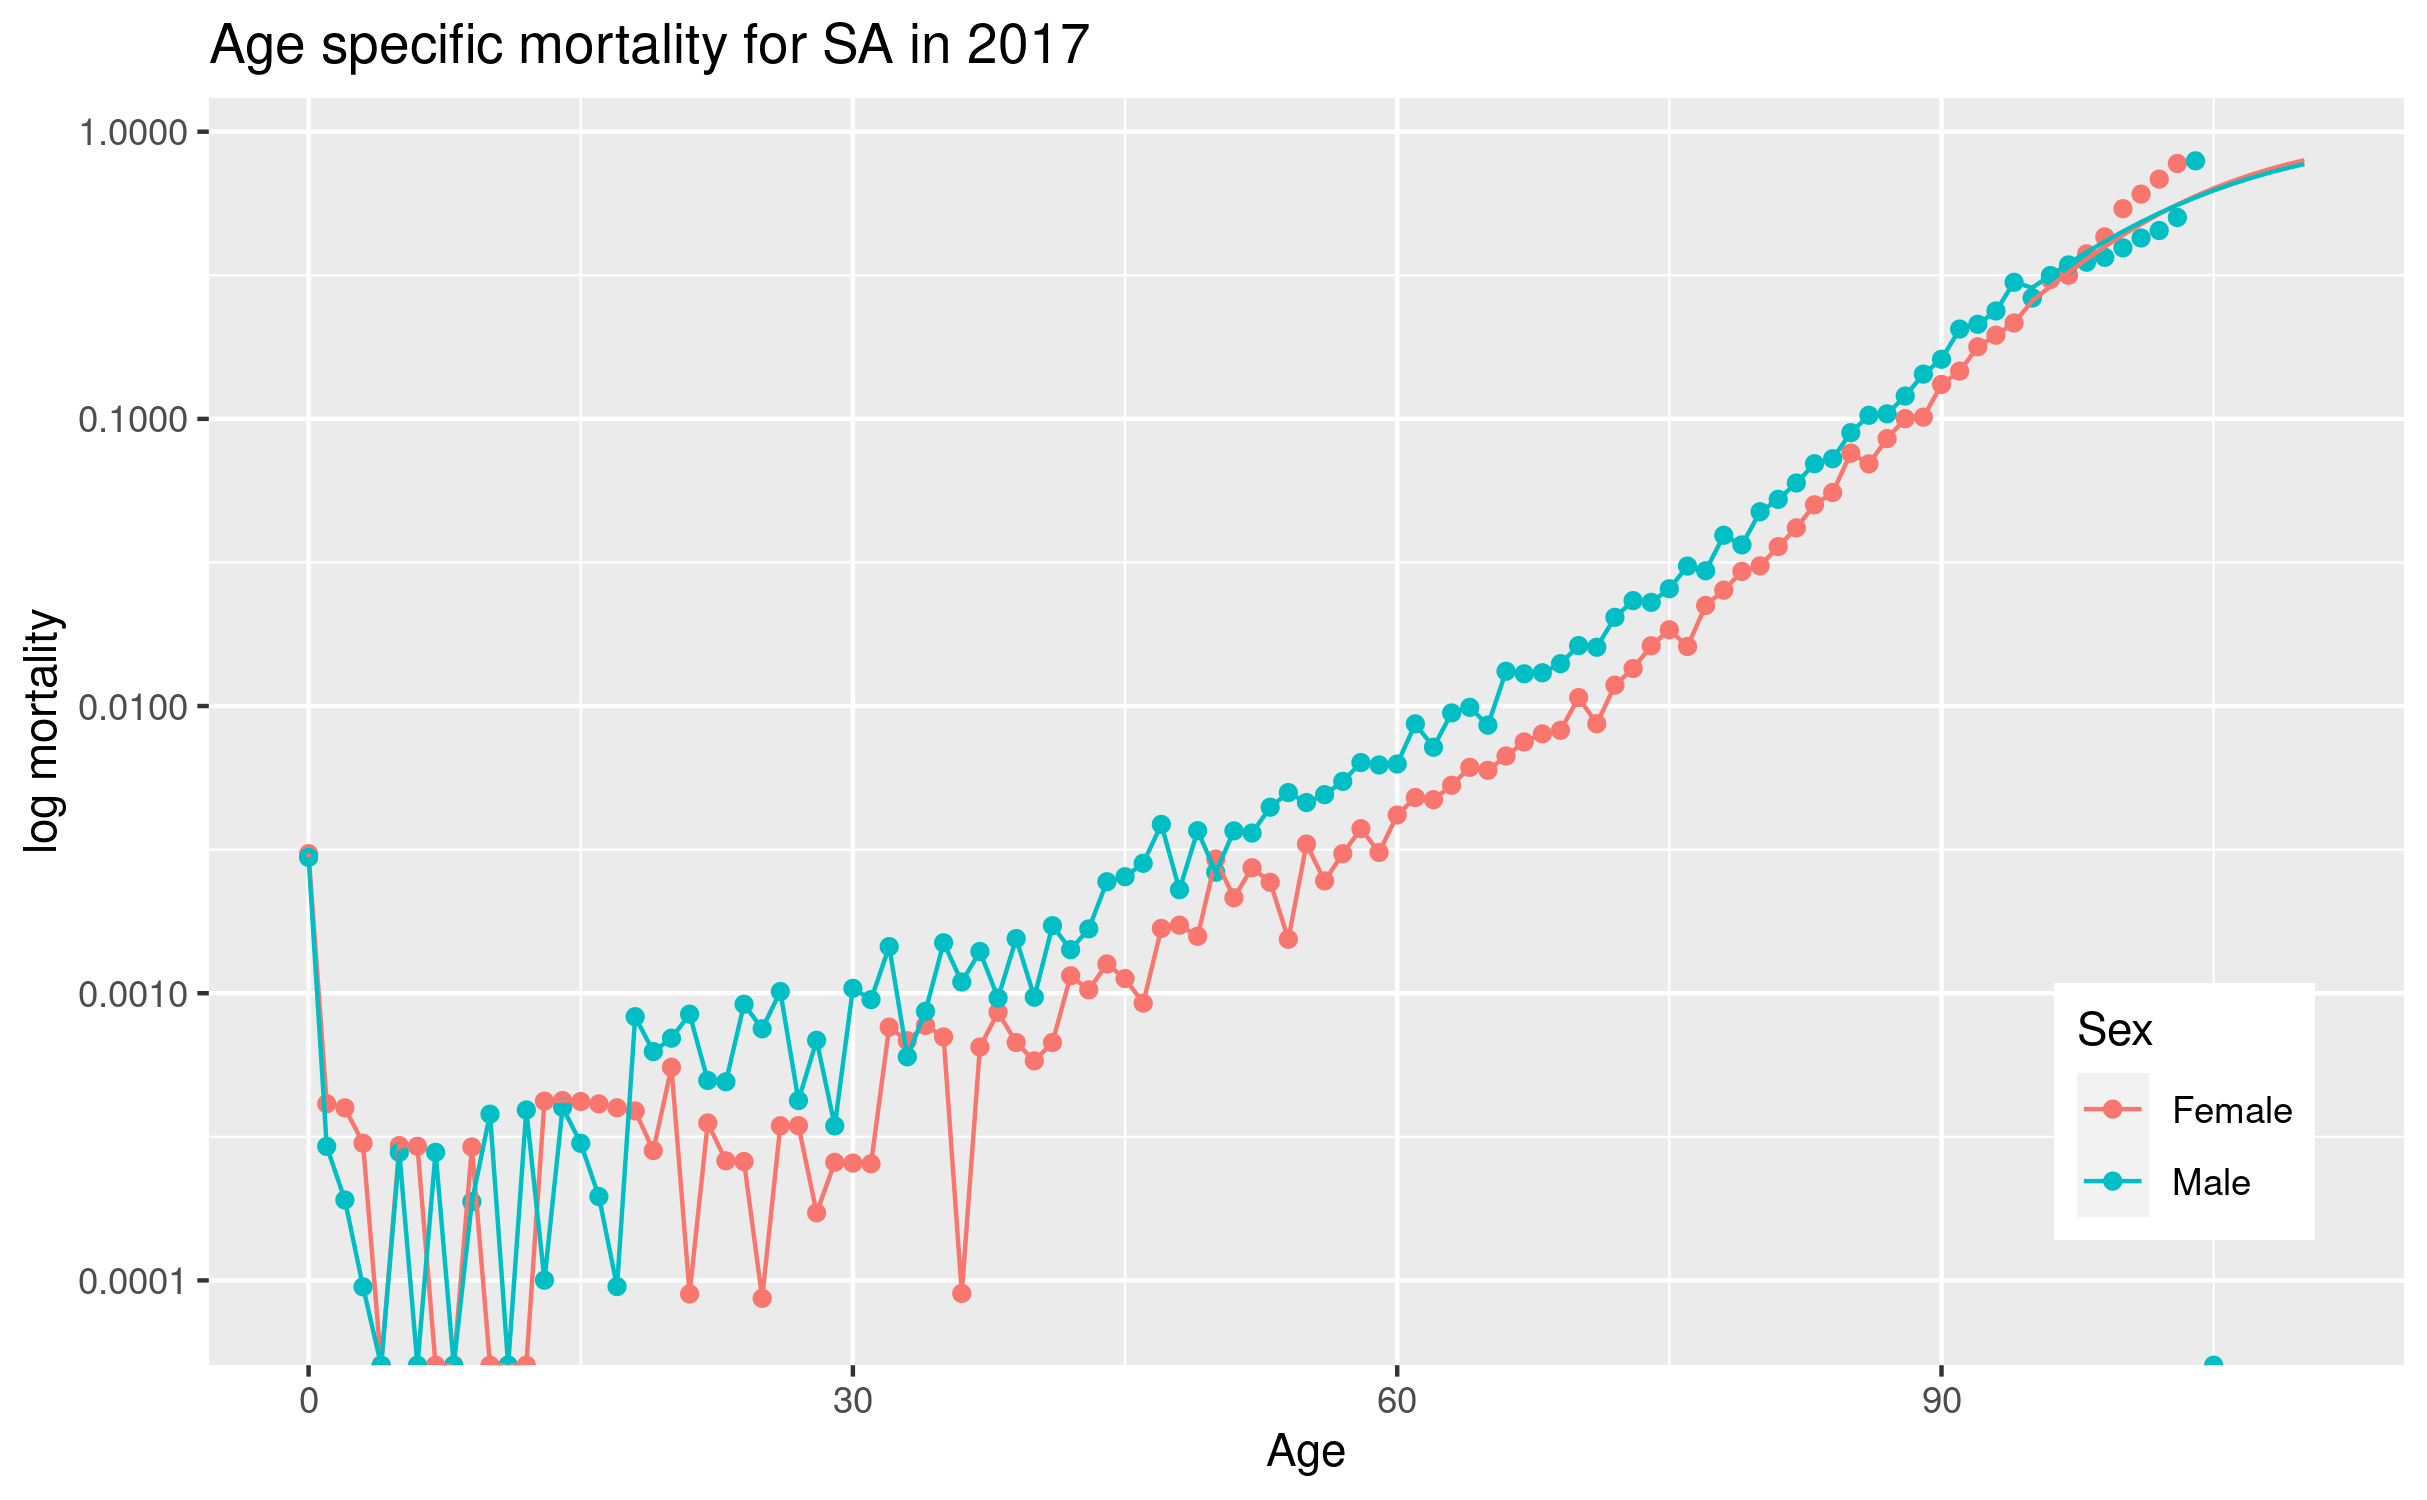 Age specific mortality for SA in 2017
log mortality
1.0000
0.1000
0.0100
0.0010
0.0001
0
30
60
90
Age
Sex
Female
Male